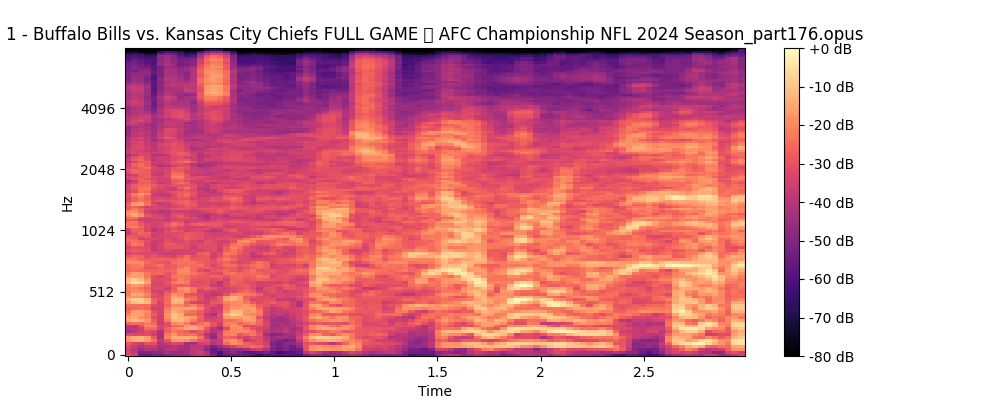 1 - Buffalo Bills vs. Kansas City Chiefs FULL GAME ▯ AFC Championship NFL 2024 Season_part176.opus
+0 dB
-10 dB
-20 dB
-30 dB
-40 dB
-50 dB
-60 dB
-70 dB
-80 dB
4096
2048
1024
512
0
Hz
0
0.5
1
1.5
2
2.5
Time